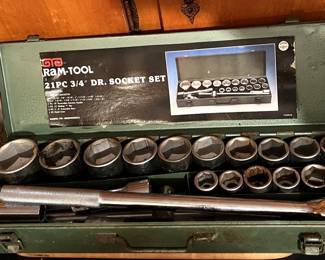 RAM-TOOL
21PC 3/4" DR. SOCKET SET